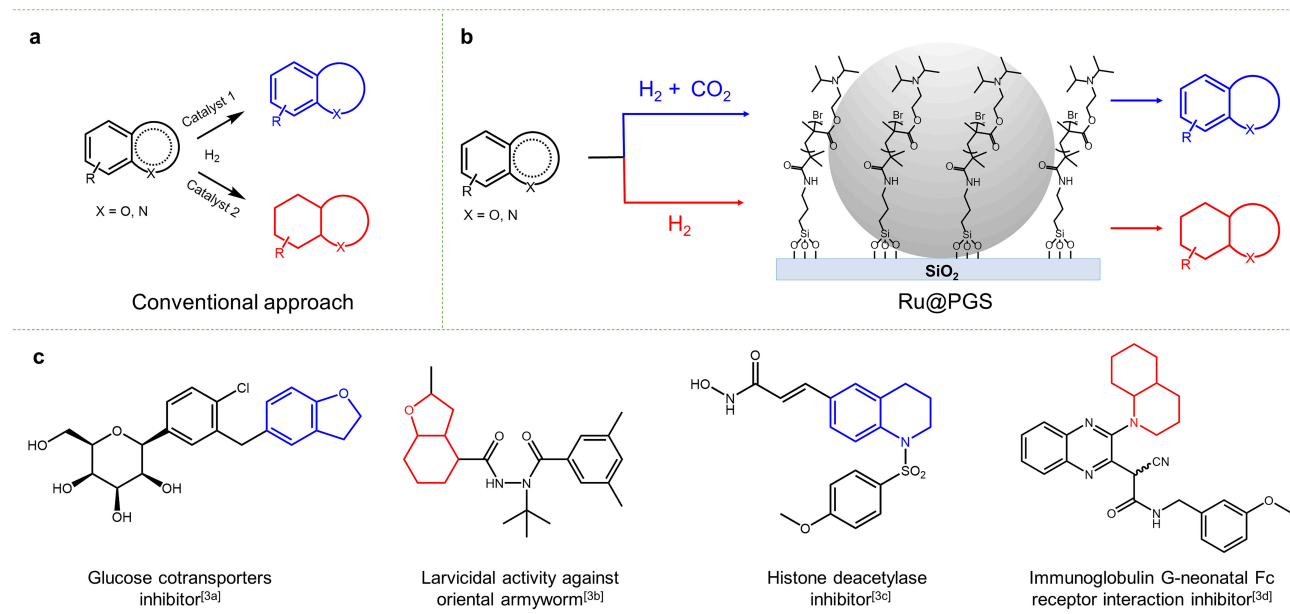 a
Catalyst 1
H₂
Catalyst 2
R
X
X = O, N
R
X
R
X
Conventional approach
b
R
X
X = O, N
H₂ + CO₂
H₂
N
N
N
N
Br
Br
Br
Br
O
O
O
O
O
O
O
O
O
O
O
O
NH
NH
NH
NH
Si
Si
Si
Si
O O O
O O O
O O O
O O O
SiO₂
Ru@PGS
R
X
R
X
c
Cl
O
O
HO
OH
OH
OH
Glucose cotransporters
inhibitor[3a]
O
O
O
NH
N
Larvicidal activity against
oriental armyworm[3b]
O
HO
N
H
N
SO₂
O
Histone deacetylase
inhibitor[3c]
N
N
N
CN
O
N
H
O
Immunoglobulin G-neonatal Fc
receptor interaction inhibitor[3d]